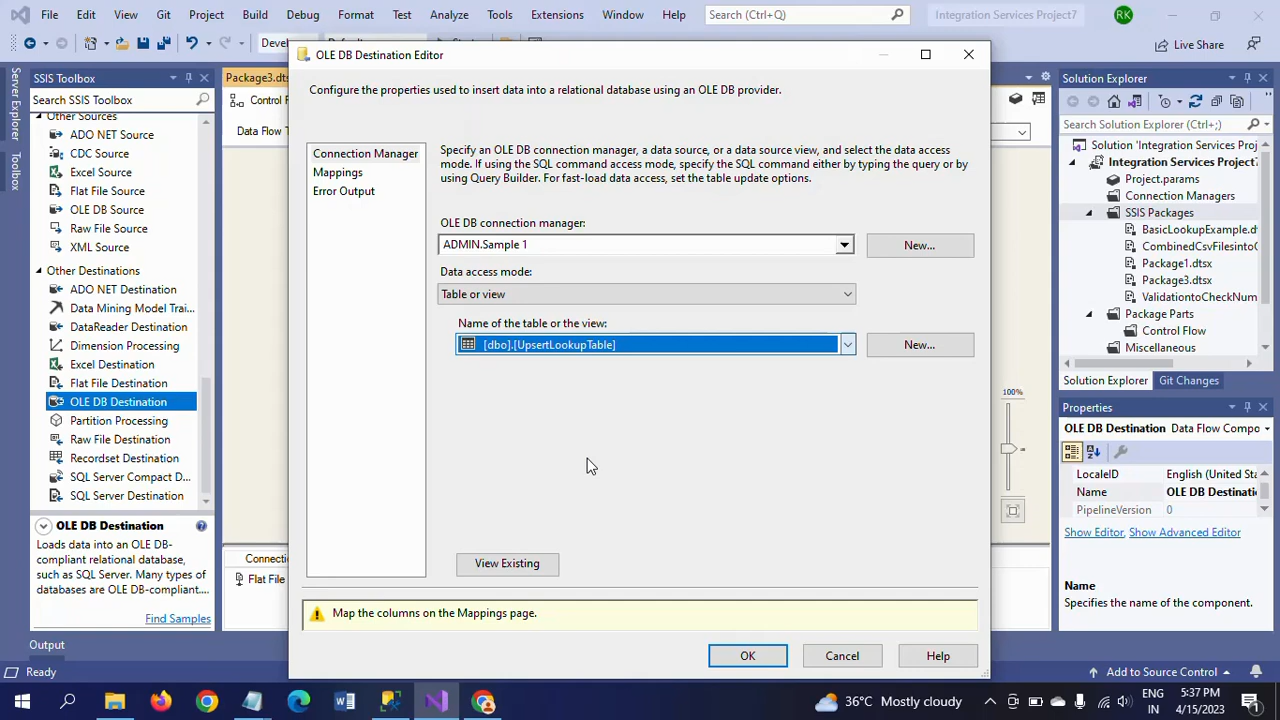 File Edit View Git Project Build Debug Format Test Analyze Tools Extensions Window Help Search (Ctrl+Q) Integration Services Project7 RK
Live Share
SSIS Toolbox
Search SSIS Toolbox
Other Sources
ADO NET Source
CDC Source
Excel Source
Flat File Source
OLE DB Source
Raw File Source
XML Source
Other Destinations
ADO NET Destination
Data Mining Model Trai...
DataReader Destination
Dimension Processing
Excel Destination
Flat File Destination
OLE DB Destination
Partition Processing
Raw File Destination
Recordset Destination
SQL Server Compact D...
SQL Server Destination
OLE DB Destination
Loads data into an OLE DB-
compliant relational database,
such as SQL Server. Many types of
databases are OLE DB-compliant....
Find Samples
Server Explorer
Toolbox
Package3.dts
Control F
Data Flow T
Connectio
Flat File
OLE DB Destination Editor
Configure the properties used to insert data into a relational database using an OLE DB provider.
Connection Manager
Mappings
Error Output
Specify an OLE DB connection manager, a data source, or a data source view, and select the data access
mode. If using the SQL command access mode, specify the SQL command either by typing the query or by
using Query Builder. For fast-load data access, set the table update options.
OLE DB connection manager:
ADMIN.Sample 1 New...
Data access mode:
Table or view
Name of the table or the view:
[dbo].[UpsertLookupTable] New...
View Existing
Map the columns on the Mappings page.
OK Cancel Help
100%
Solution Explorer
Search Solution Explorer (Ctrl+;)
Solution 'Integration Services Proj
Integration Services Project7
Project.params
Connection Managers
SSIS Packages
BasicLookupExample.dt
CombinedCsvFilesintoC
Package1.dtsx
Package3.dtsx
ValidationtoCheckNum
Package Parts
Control Flow
Miscellaneous
Solution Explorer Git Changes
Properties
OLE DB Destination Data Flow Compo
LocaleID English (United Sta
Name OLE DB Destinatio
PipelineVersion 0
Show Editor, Show Advanced Editor
Name
Specifies the name of the component.
Output
Ready Add to Source Control
36°C Mostly cloudy ENG IN 5:37 PM 4/15/2023 1